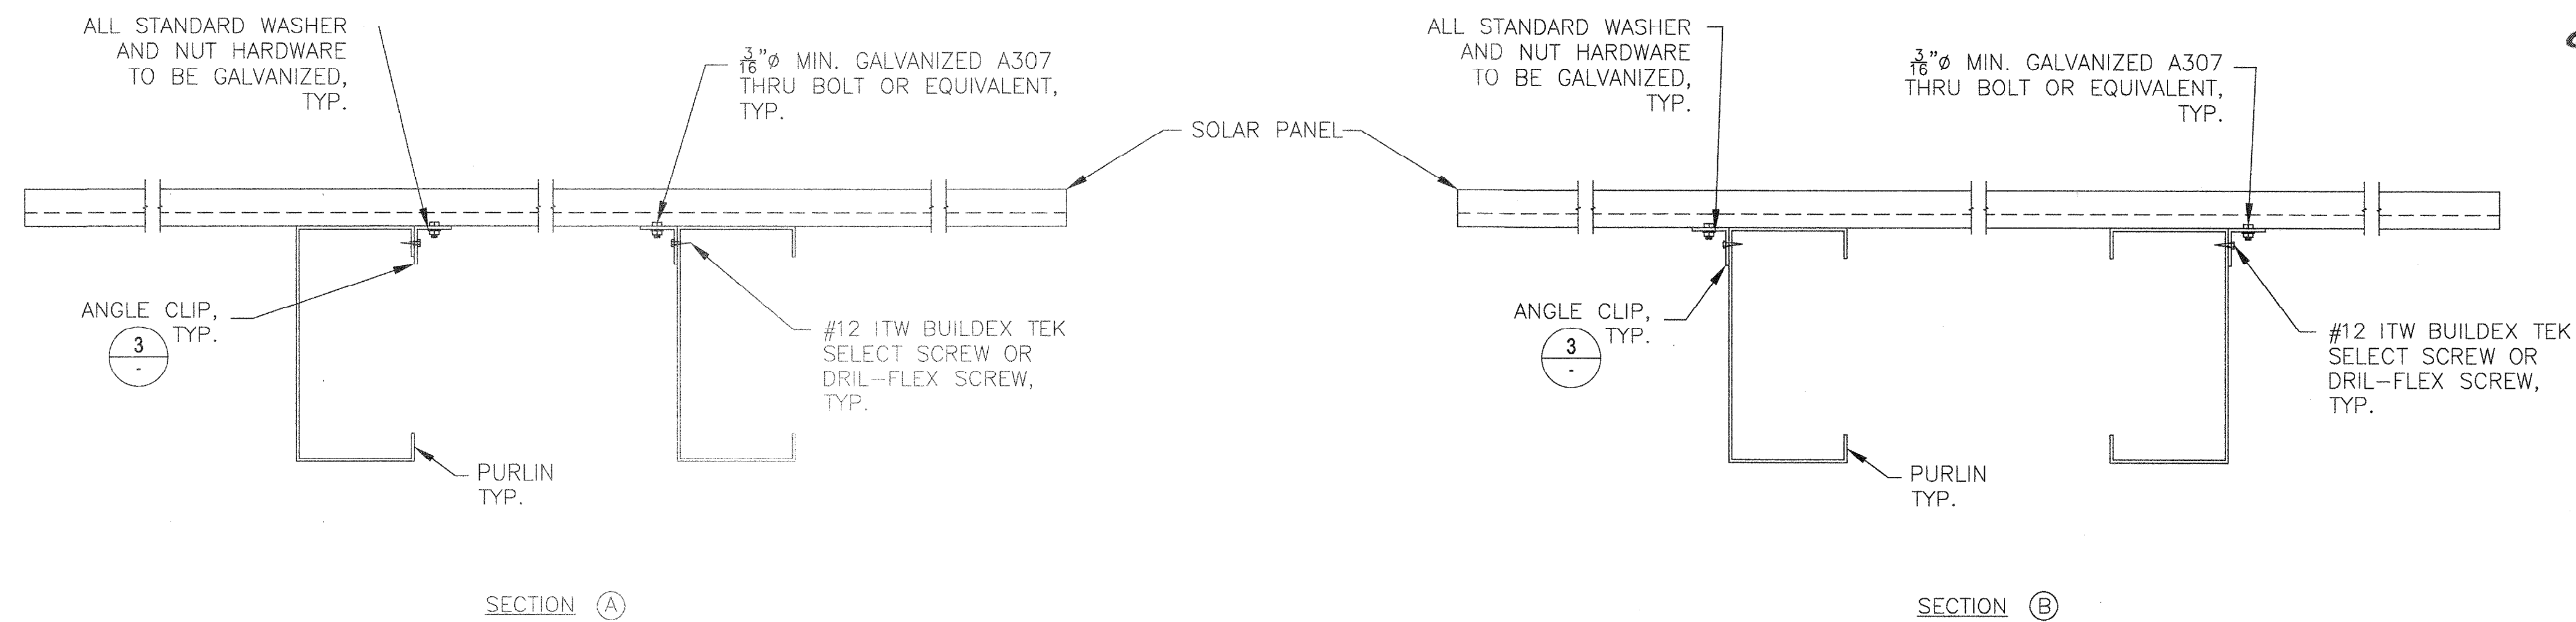 ALL STANDARD WASHER
AND NUT HARDWARE
TO BE GALVANIZED,
TYP.
3/16"ø MIN. GALVANIZED A307
THRU BOLT OR EQUIVALENT,
TYP.
SOLAR PANEL
ANGLE CLIP,
TYP.
3
-
#12 ITW BUILDEX TEK
SELECT SCREW OR
DRIL-FLEX SCREW,
TYP.
PURLIN
TYP.
SECTION A
ALL STANDARD WASHER
AND NUT HARDWARE
TO BE GALVANIZED,
TYP.
3/16"ø MIN. GALVANIZED A307
THRU BOLT OR EQUIVALENT,
TYP.
ANGLE CLIP,
TYP.
3
-
#12 ITW BUILDEX TEK
SELECT SCREW OR
DRIL-FLEX SCREW,
TYP.
PURLIN
TYP.
SECTION B